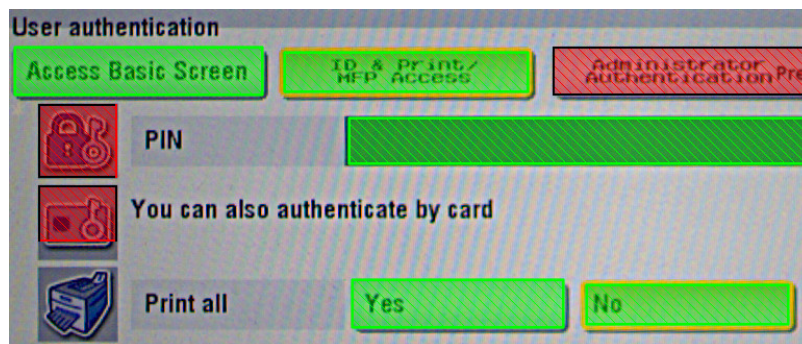 User authentication
Access Basic Screen
ID & Print/
MFP Access
Administrator
Authentication
PIN
You can also authenticate by card
Print all
Yes
No